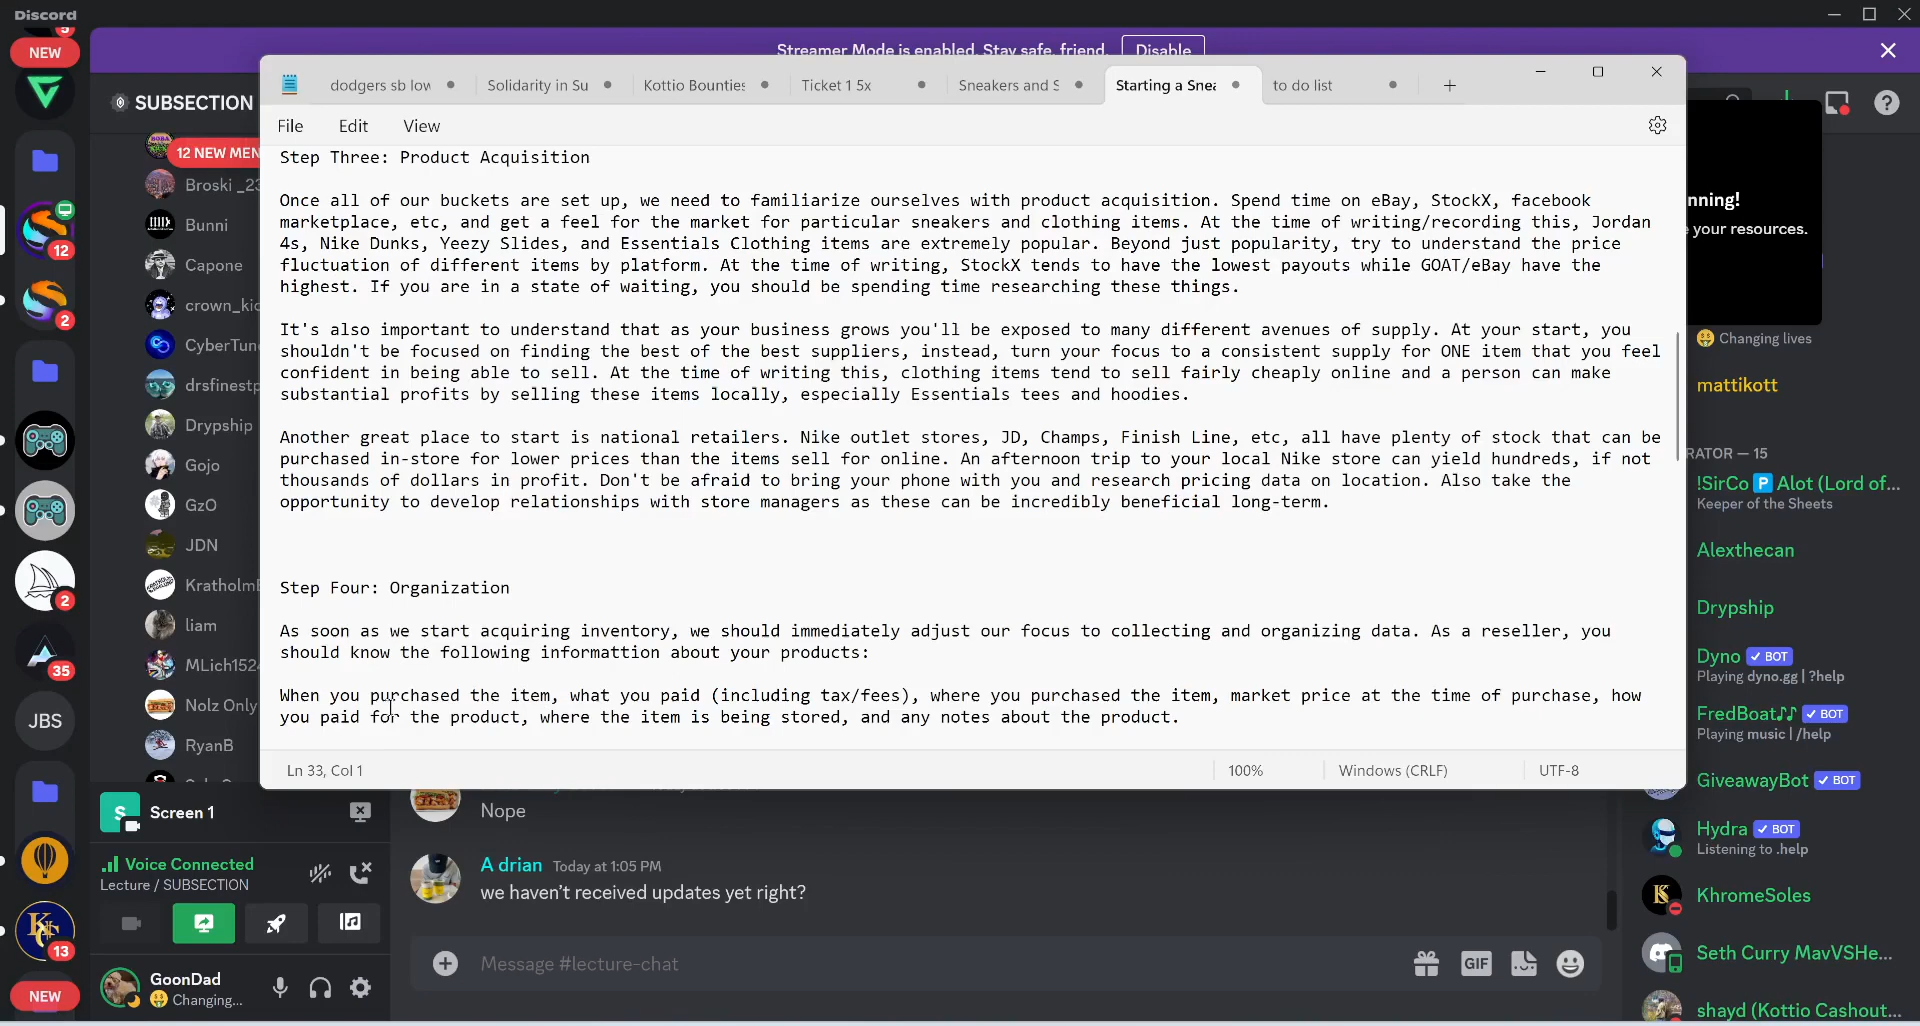 Discord
NEW
Streamer Mode is enabled. Stay safe, friend.
Disable
SUBSECTION
12 NEW MEN
Broski _23
Bunni
Capone
crown_kic
CyberTun
drsfinestp
Drypship
Gojo
GzO
JDN
Kratholm
liam
MLich152
Nolz Only
RyanB
12
2
2
35
JBS
13
NEW
dodgers sb low
Solidarity in Su
Kottio Bounties
Ticket 1 5x
Sneakers and S
Starting a Snea
to do list
File
Edit
View
Step Three: Product Acquisition
Once all of our buckets are set up, we need to familiarize ourselves with product acquisition. Spend time on eBay, StockX, facebook
marketplace, etc, and get a feel for the market for particular sneakers and clothing items. At the time of writing/recording this, Jordan
4s, Nike Dunks, Yeezy Slides, and Essentials Clothing items are extremely popular. Beyond just popularity, try to understand the price
fluctuation of different items by platform. At the time of writing, StockX tends to have the lowest payouts while GOAT/eBay have the
highest. If you are in a state of waiting, you should be spending time researching these things.
It's also important to understand that as your business grows you'll be exposed to many different avenues of supply. At your start, you
shouldn't be focused on finding the best of the best suppliers, instead, turn your focus to a consistent supply for ONE item that you feel
confident in being able to sell. At the time of writing this, clothing items tend to sell fairly cheaply online and a person can make
substantial profits by selling these items locally, especially Essentials tees and hoodies.
Another great place to start is national retailers. Nike outlet stores, JD, Champs, Finish Line, etc, all have plenty of stock that can be
purchased in-store for lower prices than the items sell for online. An afternoon trip to your local Nike store can yield hundreds, if not
thousands of dollars in profit. Don't be afraid to bring your phone with you and research pricing data on location. Also take the
opportunity to develop relationships with store managers as these can be incredibly beneficial long-term.
Step Four: Organization
As soon as we start acquiring inventory, we should immediately adjust our focus to collecting and organizing data. As a reseller, you
should know the following informattion about your products:
When you purchased the item, what you paid (including tax/fees), where you purchased the item, market price at the time of purchase, how
you paid for the product, where the item is being stored, and any notes about the product.
Ln 33, Col 1
100%
Windows (CRLF)
UTF-8
nning!
your resources.
Changing lives
mattikott
RATOR — 15
!SirCo P Alot (Lord of...
Keeper of the Sheets
Alexthecan
Drypship
Dyno ✓ BOT
Playing dyno.gg | ?help
FredBoat♪♪ ✓ BOT
Playing music | /help
GiveawayBot ✓ BOT
Hydra ✓ BOT
Listening to .help
KhromeSoles
Seth Curry MavVSHe...
shayd (Kottio Cashout...
S
Screen 1
Voice Connected
Lecture / SUBSECTION
GoonDad
Changing...
Nope
A drian Today at 1:05 PM
we haven't received updates yet right?
Message #lecture-chat
GIF